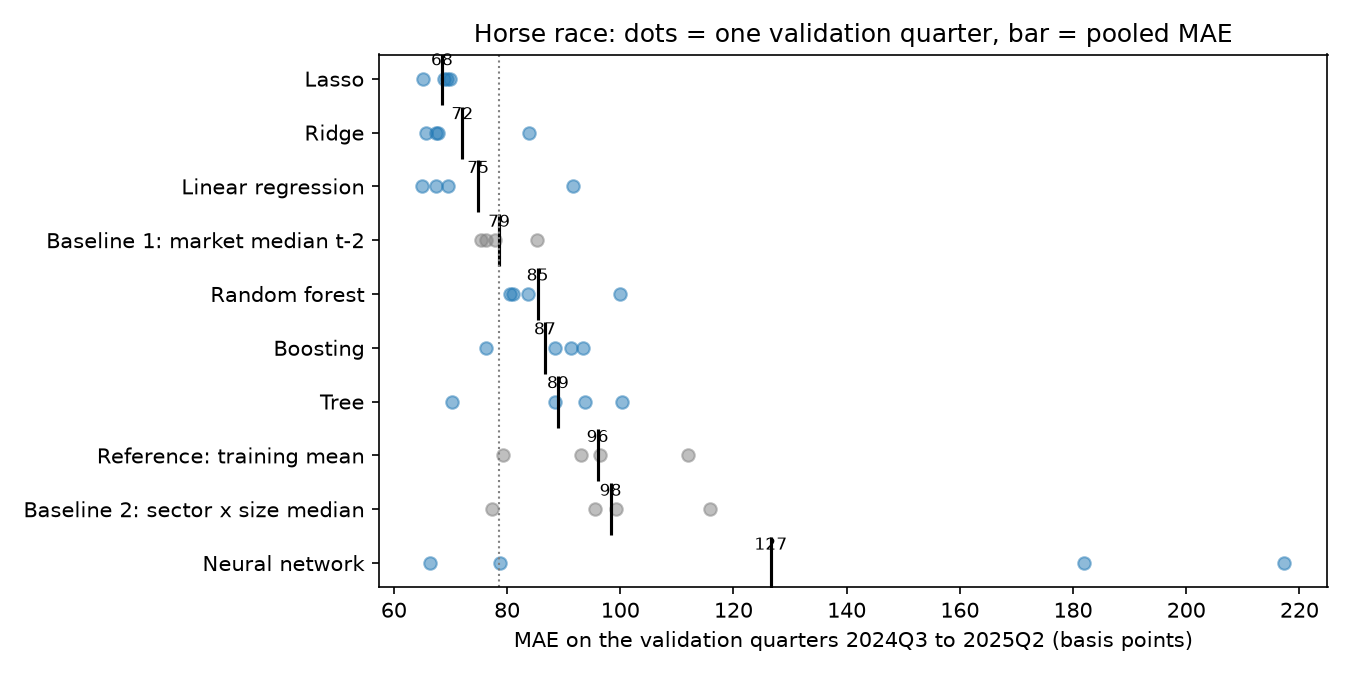 Horse race: dots = one validation quarter, bar = pooled MAE
Lasso
68
Ridge
72
Linear regression
75
Baseline 1: market median t-2
79
Random forest
85
Boosting
87
Tree
89
Reference: training mean
96
Baseline 2: sector x size median
98
Neural network
127
60 80 100 120 140 160 180 200 220
MAE on the validation quarters 2024Q3 to 2025Q2 (basis points)